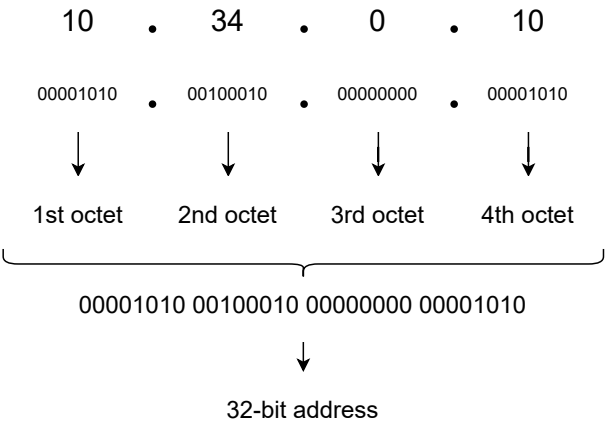 10 . 34 . 0 . 10
00001010 . 00100010 . 00000000 . 00001010
1st octet 2nd octet 3rd octet 4th octet
00001010 00100010 00000000 00001010
32-bit address